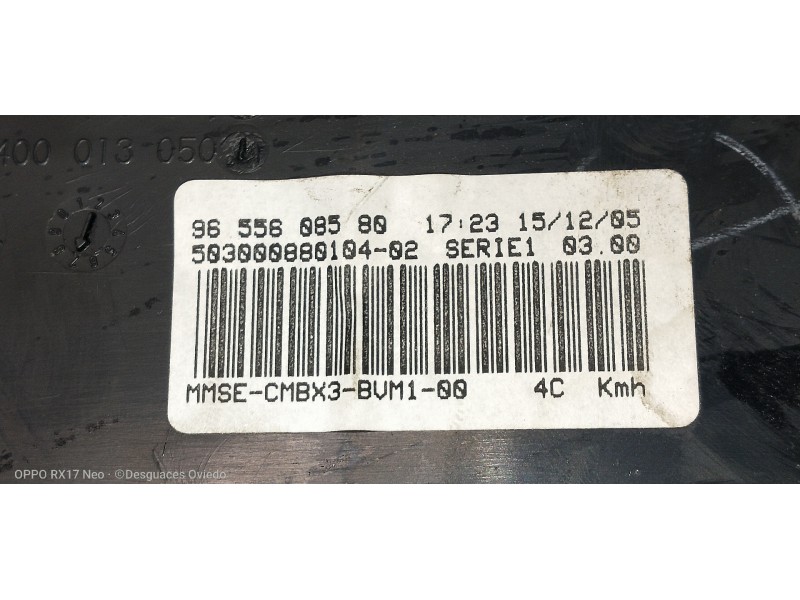 400 013 050
96 556 085 80 17:23 15/12/05
503000880104-02 SERIE1 03.00
MMSE-CMBX3-BVM1-00 4C Kmh
OPPO RX17 Neo · ©Desguaces Oviedo